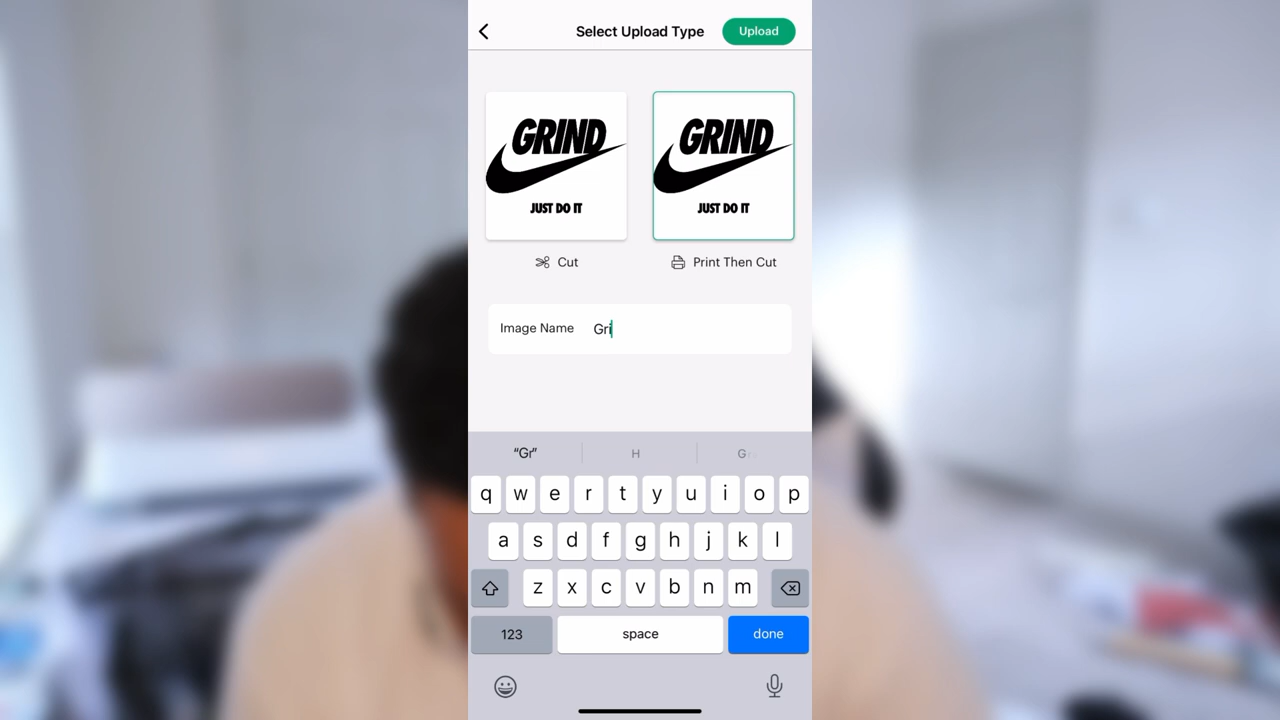 Select Upload Type
Upload
GRIND
JUST DO IT
GRIND
JUST DO IT
Cut
Print Then Cut
Image Name
Gri
“Gr”
H
q w e r t y u i o p
a s d f g h j k l
z x c v b n m
123
space
done